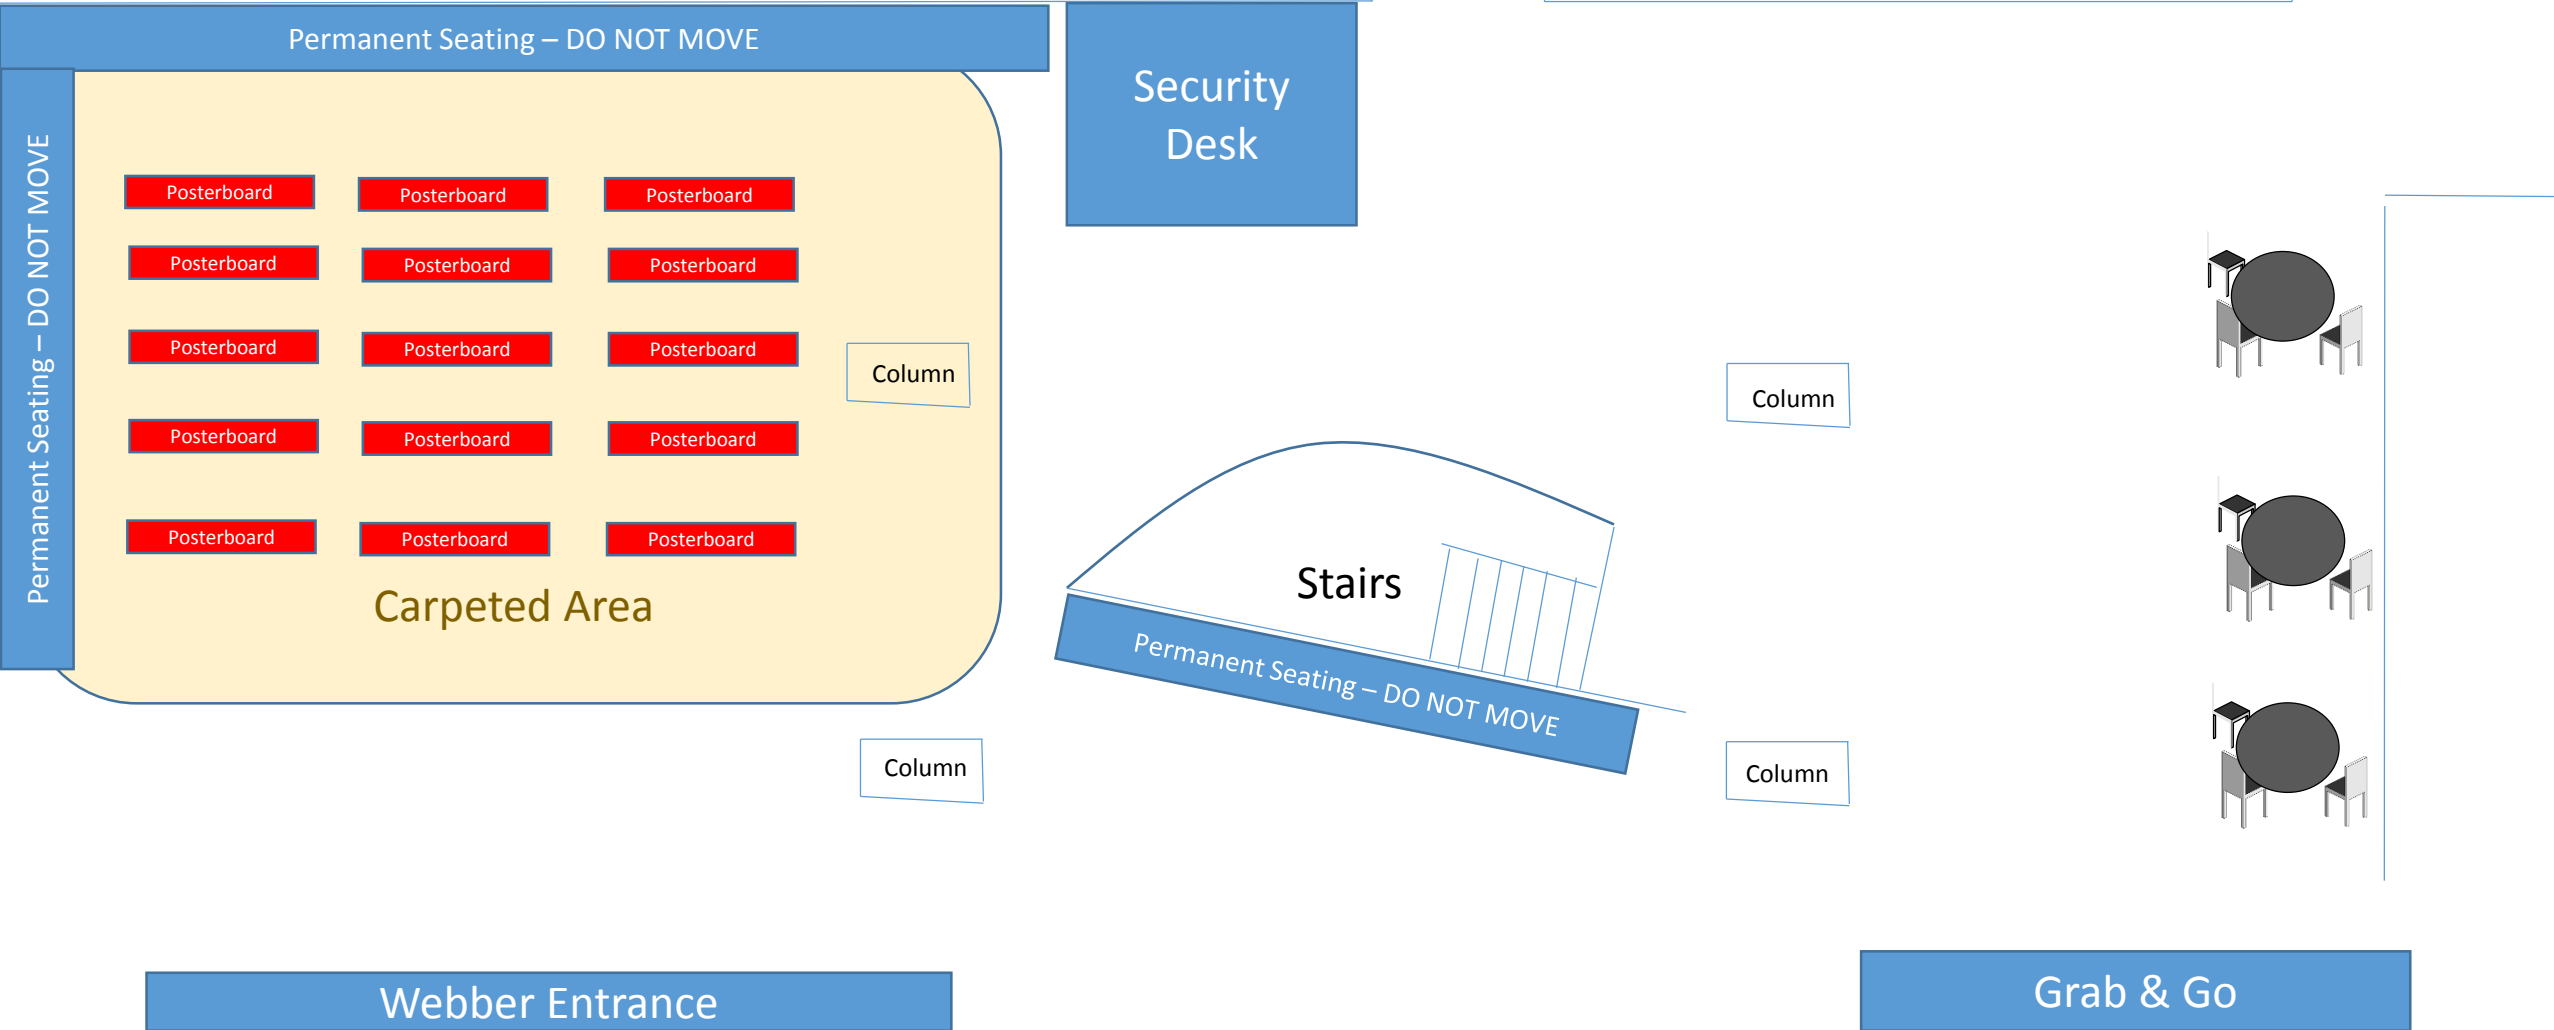 Permanent Seating – DO NOT MOVE
Security
Desk
Permanent Seating – DO NOT MOVE
Posterboard
Posterboard
Posterboard
Posterboard
Posterboard
Posterboard
Posterboard
Posterboard
Posterboard
Column
Column
Posterboard
Posterboard
Posterboard
Posterboard
Posterboard
Posterboard
Stairs
Carpeted Area
Permanent Seating – DO NOT MOVE
Column
Column
Webber Entrance
Grab & Go